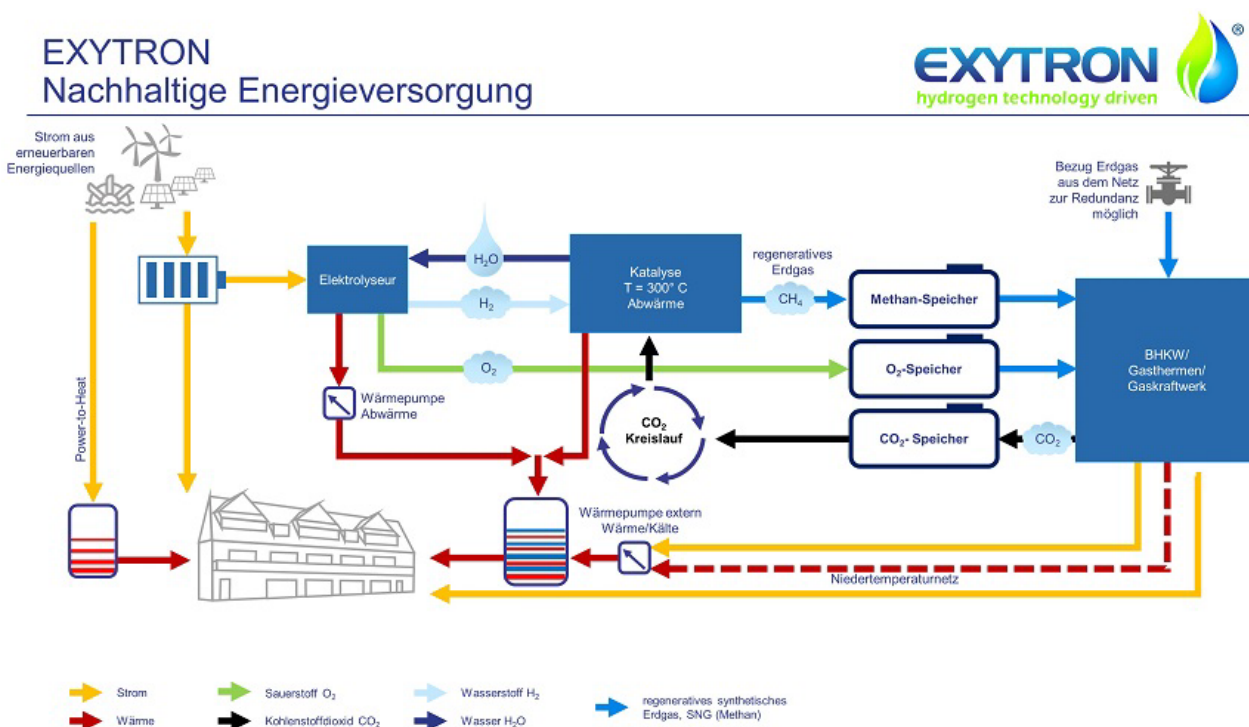 EXYTRON
Nachhaltige Energieversorgung
EXYTRON
®
hydrogen technology driven
Strom aus
erneuerbaren
Energiequellen
Bezug Erdgas
aus dem Netz
zur Redundanz
möglich
Elektrolyseur
H₂O
H₂
Katalyse
T = 300° C
Abwärme
regeneratives
Erdgas
CH₄
Methan-Speicher
O₂
O₂-Speicher
BHKW/
Gasthermen/
Gaskraftwerk
Wärmepumpe
Abwärme
CO₂
Kreislauf
CO₂- Speicher
CO₂
Power-to-Heat
Wärmepumpe extern
Wärme/Kälte
Niedertemperaturnetz
Strom
Sauerstoff O₂
Wasserstoff H₂
regeneratives synthetisches
Erdgas, SNG (Methan)
Wärme
Kohlenstoffdioxid CO₂
Wasser H₂O